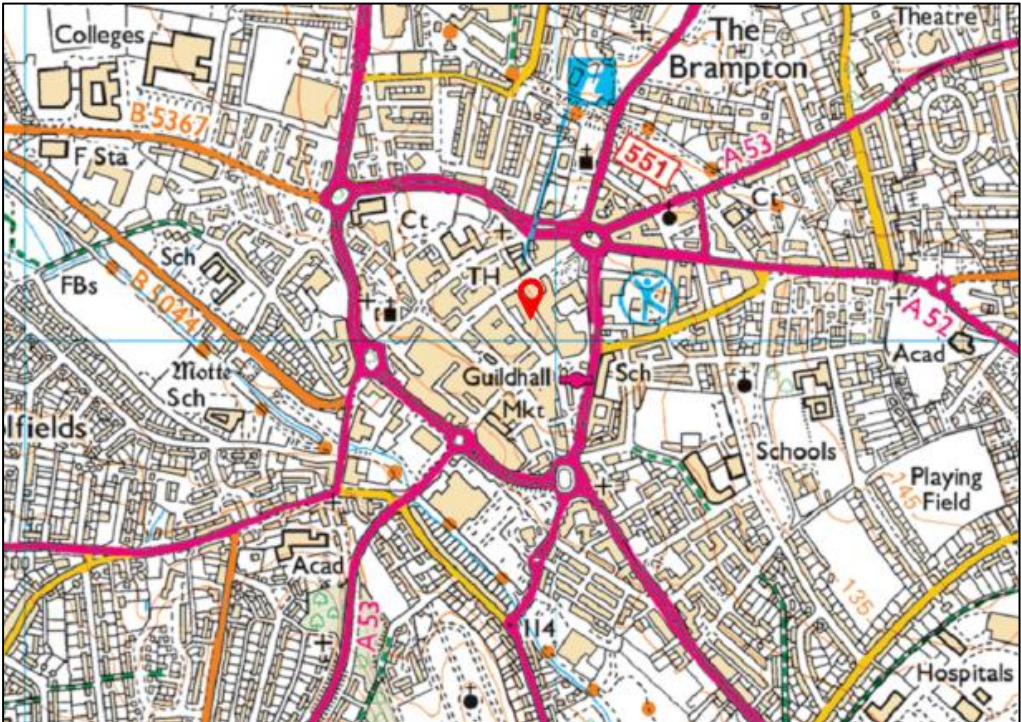 Colleges
The
Brampton
Theatre
B 5367
F Sta
551
A 53
Ct
Ct
Sch
TH
FBs
B 5044
A 52
Motte
Sch
Guildhall
Sch
Acad
Mkt
lfields
Schools
Playing
Field
145
Acad
A 53
114
135
Hospitals